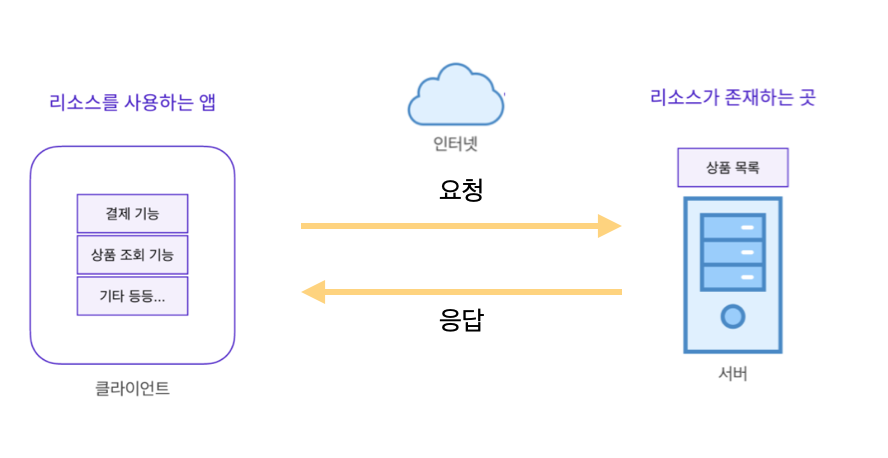 리소스를 사용하는 앱
결제 기능
상품 조회 기능
기타 등등...
클라이언트
인터넷
요청
응답
리소스가 존재하는 곳
상품 목록
서버